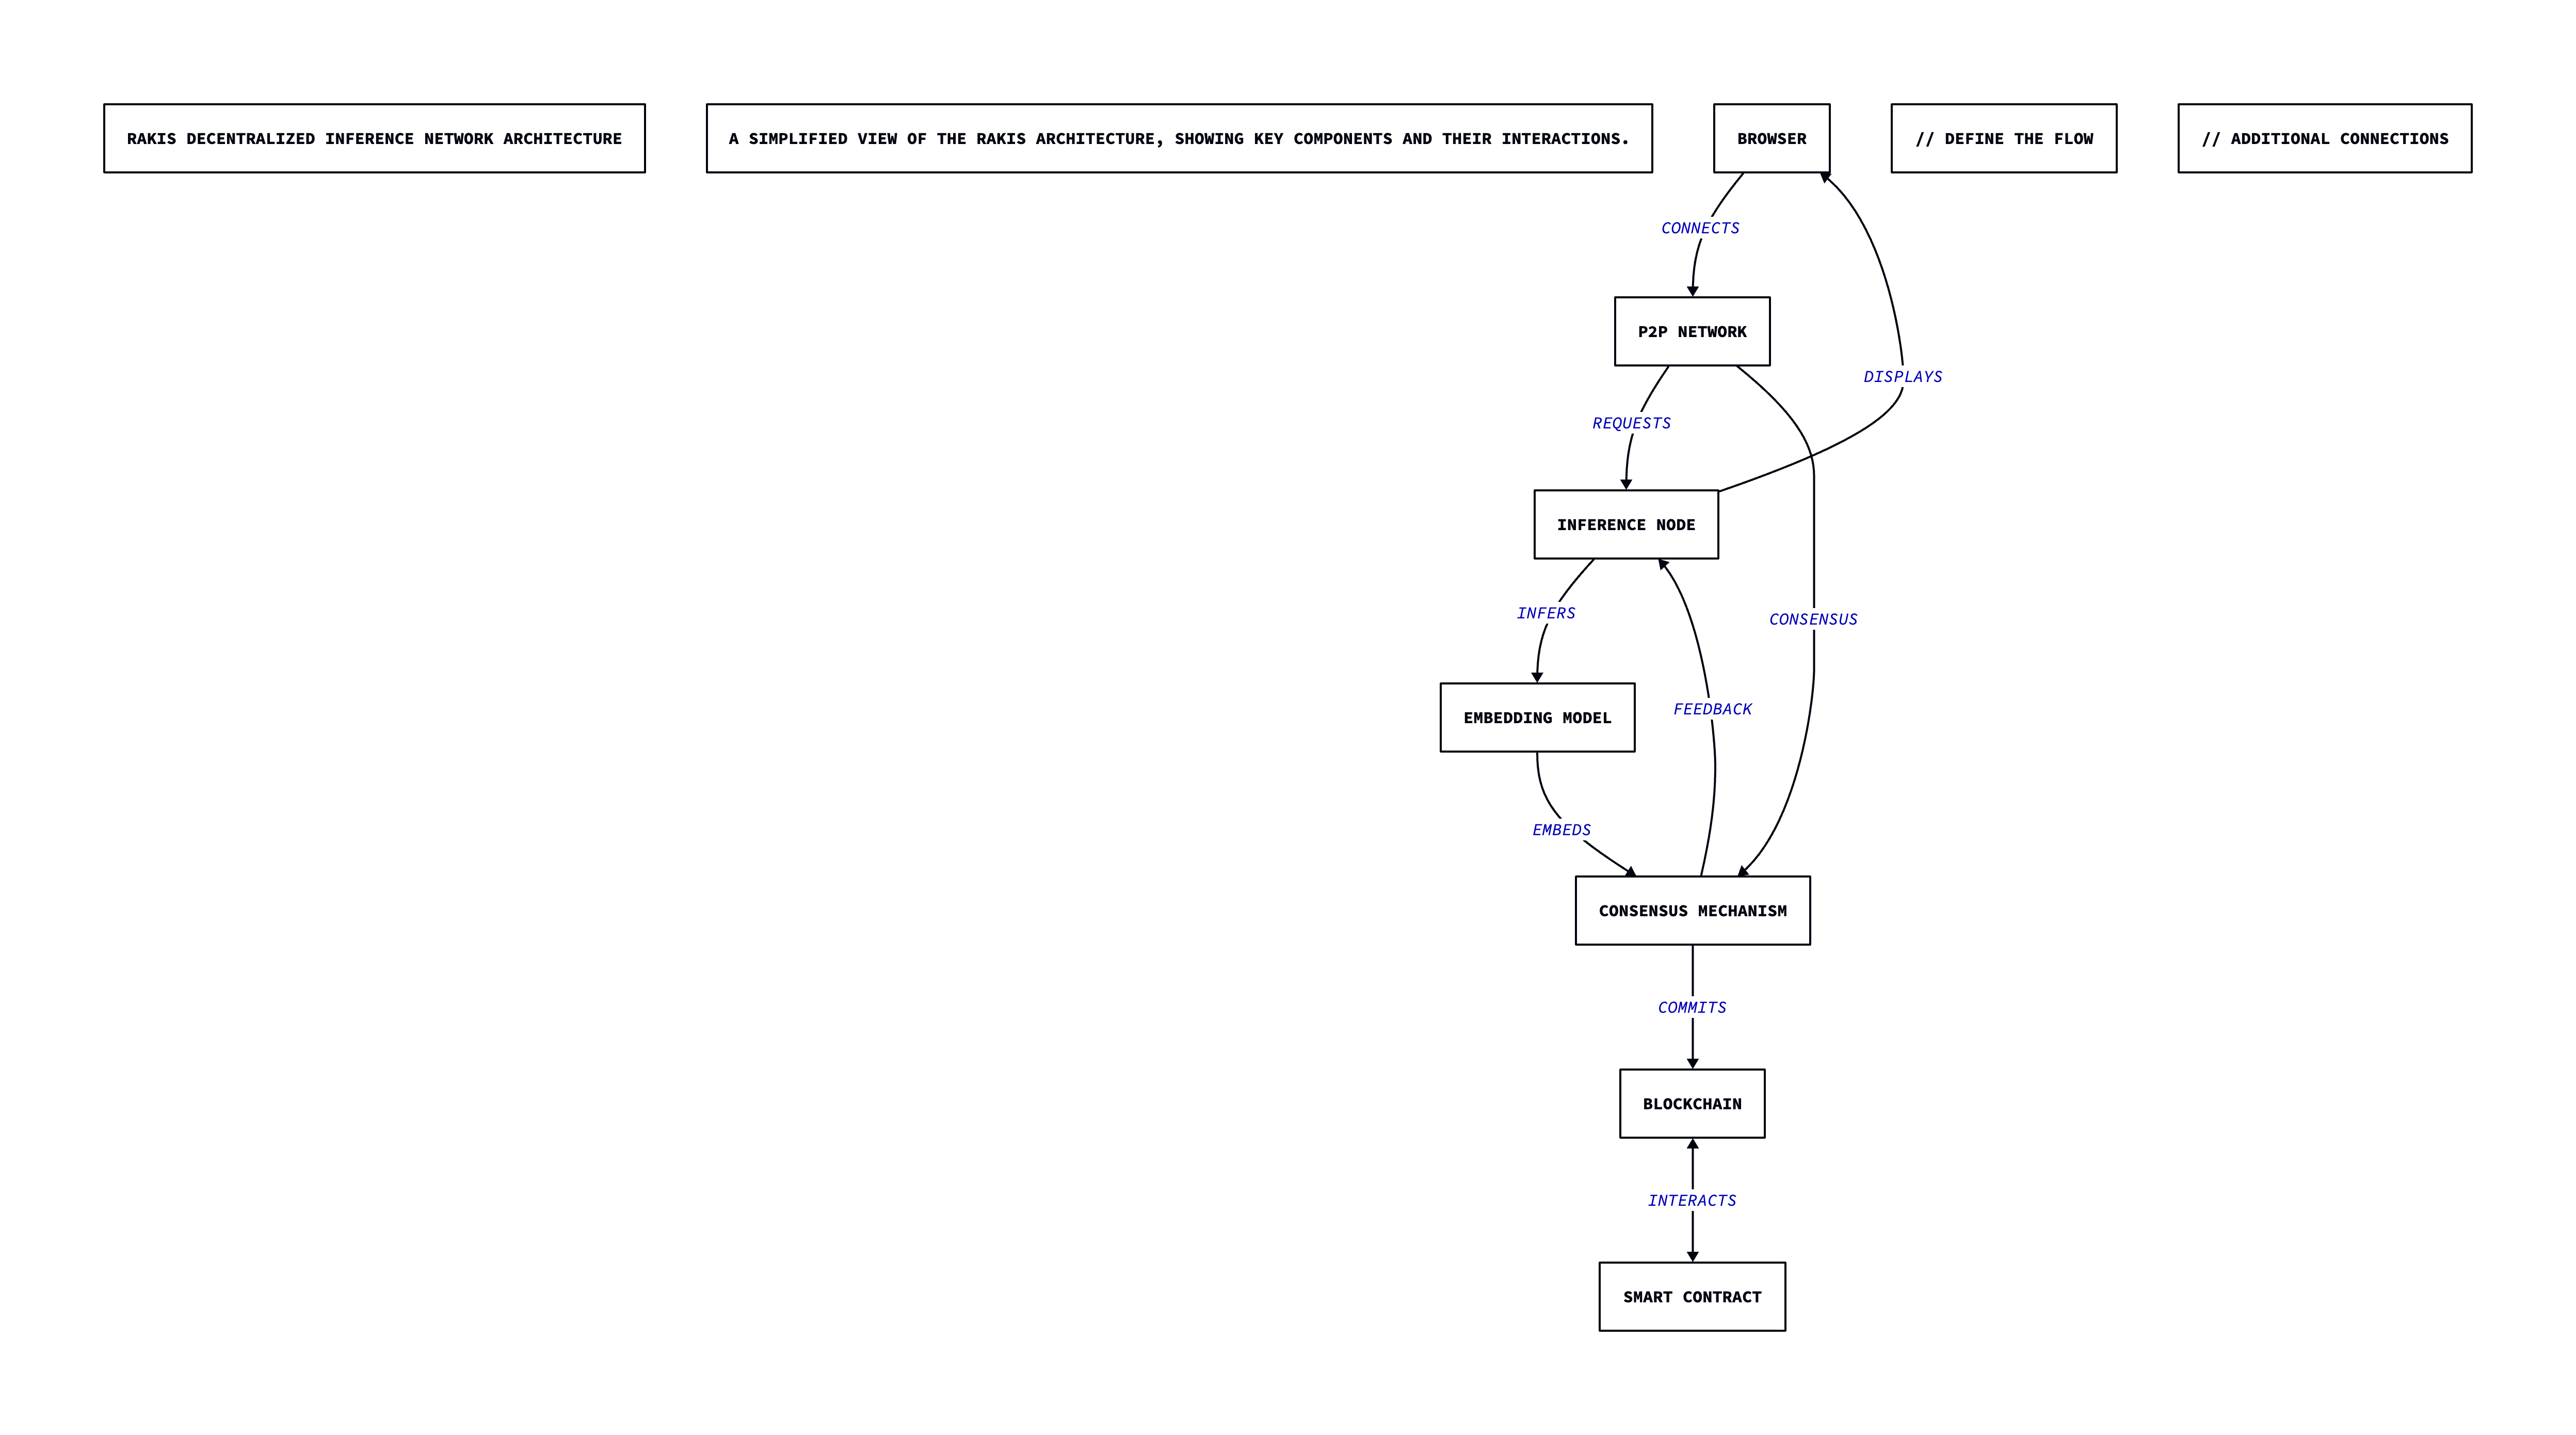 RAKIS DECENTRALIZED INFERENCE NETWORK ARCHITECTURE
A SIMPLIFIED VIEW OF THE RAKIS ARCHITECTURE, SHOWING KEY COMPONENTS AND THEIR INTERACTIONS.
BROWSER
// DEFINE THE FLOW
// ADDITIONAL CONNECTIONS
CONNECTS
P2P NETWORK
DISPLAYS
REQUESTS
INFERENCE NODE
INFERS
CONSENSUS
FEEDBACK
EMBEDDING MODEL
EMBEDS
CONSENSUS MECHANISM
COMMITS
BLOCKCHAIN
INTERACTS
SMART CONTRACT